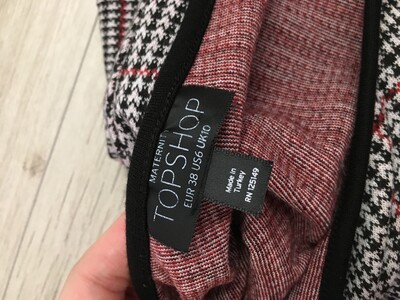 MATERNITY
TOPSHOP
EUR 38 US6 UK10
Made in
Turkey
RN 125149